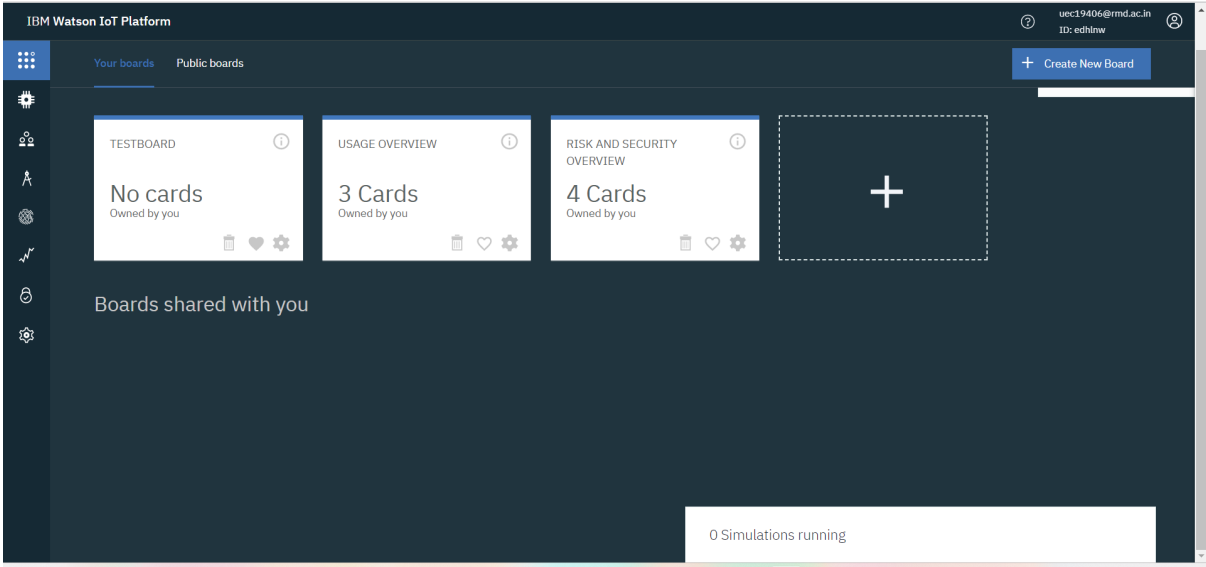 IBM Watson IoT Platform
uec19406@rmd.ac.in
ID: edhlnw
Your boards
Public boards
+ Create New Board
TESTBOARD
No cards
Owned by you
USAGE OVERVIEW
3 Cards
Owned by you
RISK AND SECURITY
OVERVIEW
4 Cards
Owned by you
Boards shared with you
0 Simulations running